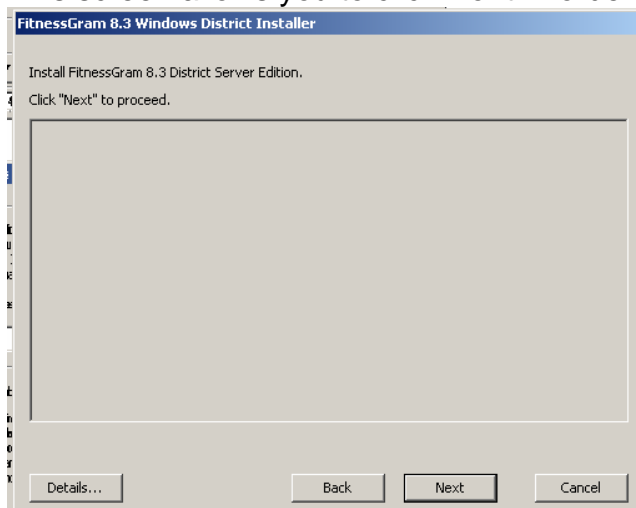 FitnessGram 8.3 Windows District Installer
Install FitnessGram 8.3 District Server Edition.
Click "Next" to proceed.
Details...
Back
Next
Cancel